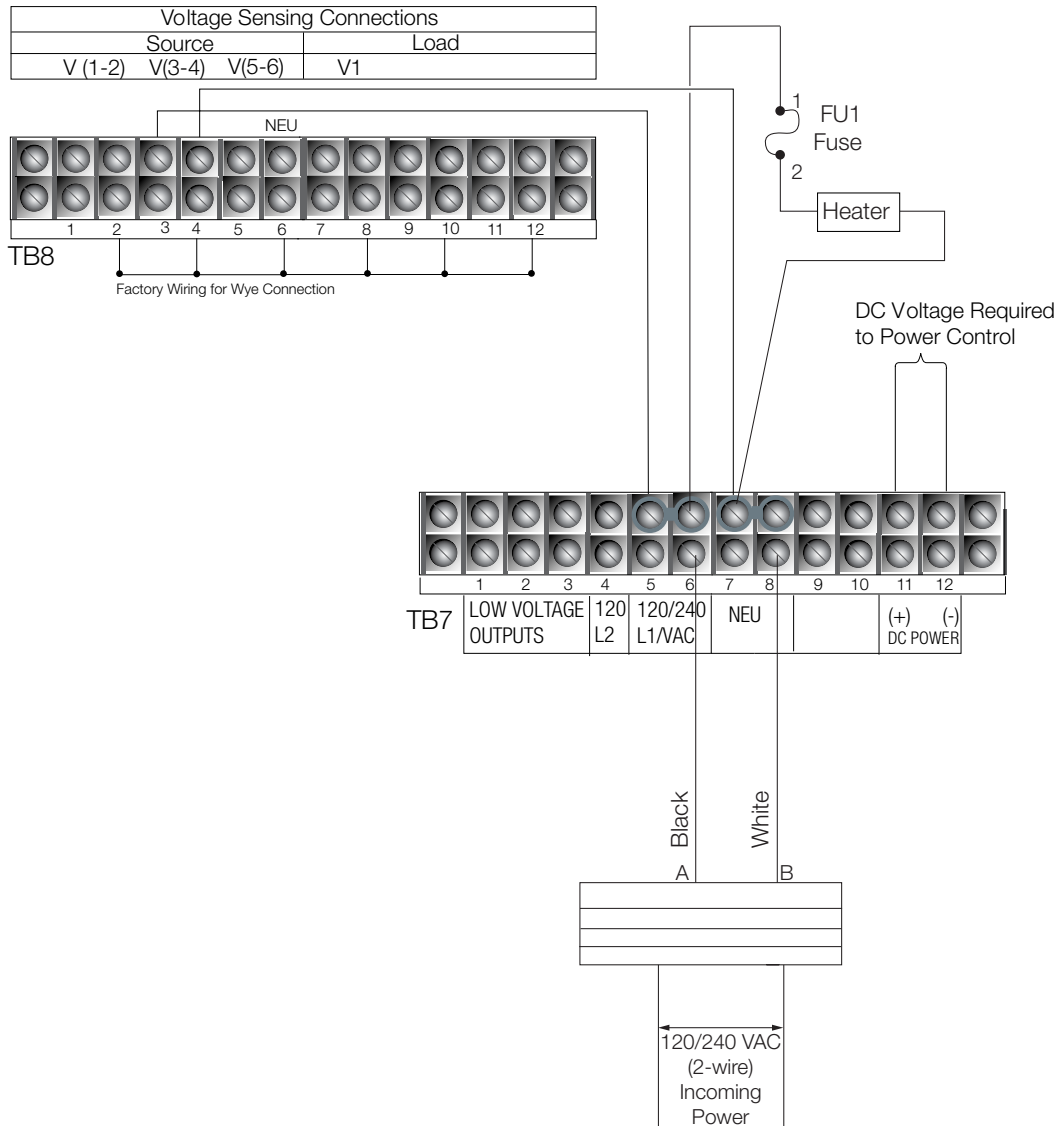 Voltage Sensing Connections
Source Load
V (1-2) V(3-4) V(5-6) V1
NEU
1 2 3 4 5 6 7 8 9 10 11 12
TB8
Factory Wiring for Wye Connection
1
FU1
Fuse
2
Heater
DC Voltage Required
to Power Control
1 2 3 4 5 6 7 8 9 10 11 12
TB7
LOW VOLTAGE
OUTPUTS
120
L2
120/240
L1/VAC
NEU
(+) (-)
DC POWER
Black
White
A B
120/240 VAC
(2-wire)
Incoming
Power